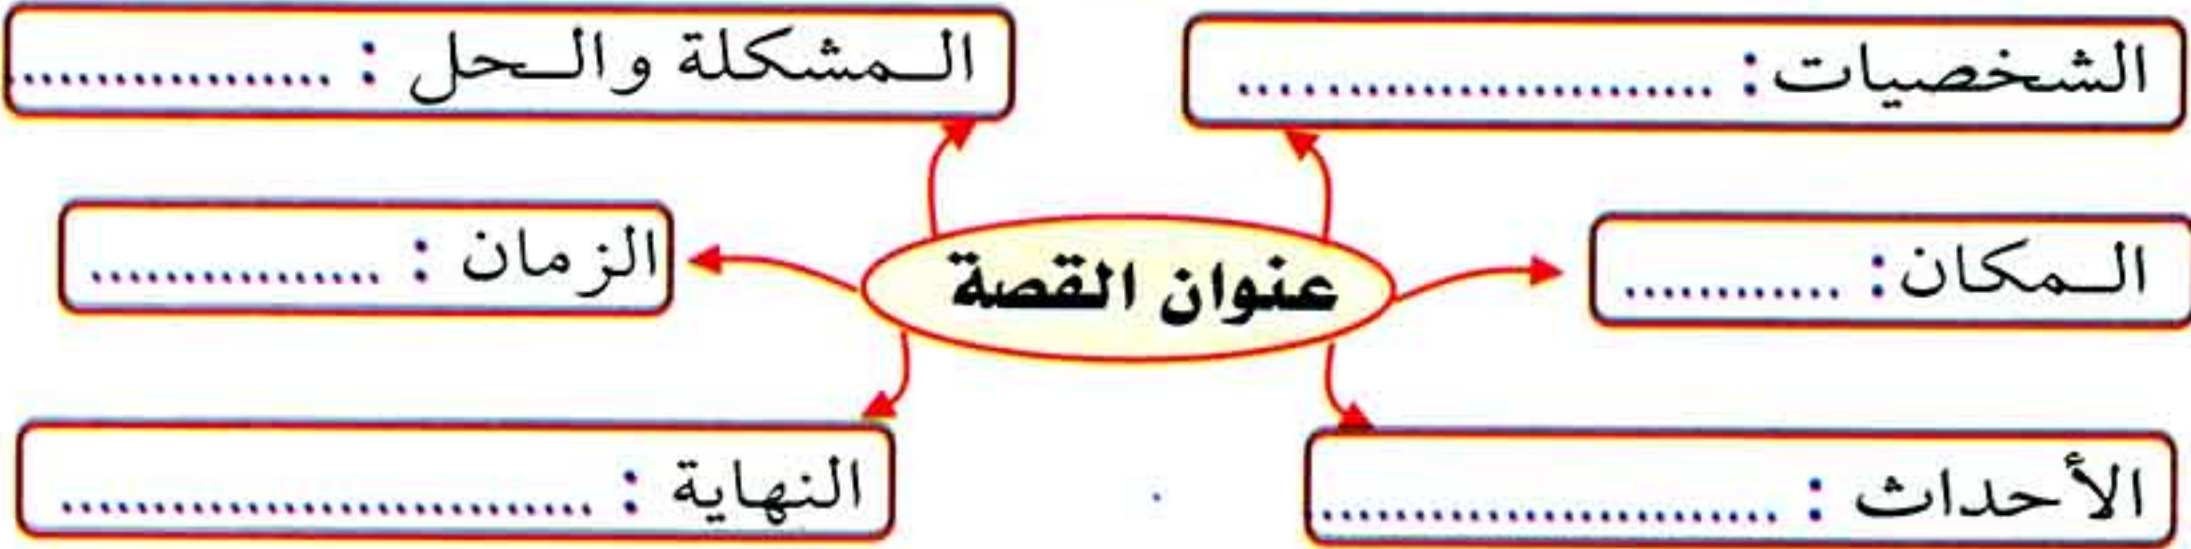 الشخصيات: ........................
المشكلة والحل : .................
المكان: ............
عنوان القصة
الزمان : ...............
الأحداث : ........................
النهاية : ............................